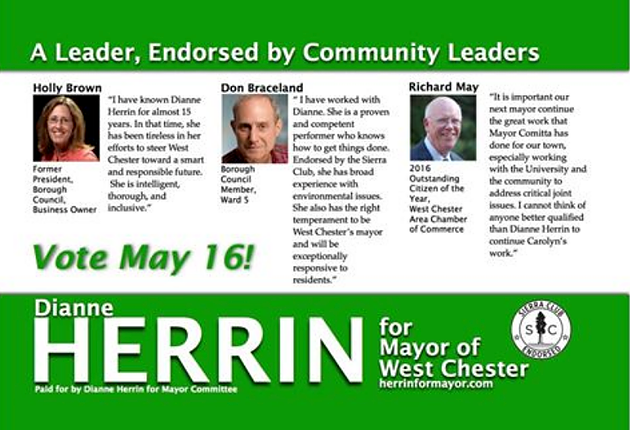 A Leader, Endorsed by Community Leaders
Holly Brown
Former
President,
Borough
Council,
Business Owner
“I have known Dianne
Herrin for almost 15
years. In that time, she
has been tireless in her
efforts to steer West
Chester toward a smart
and responsible future.
She is intelligent,
thorough, and
inclusive.”
Don Braceland
Borough
Council
Member,
Ward 5
“ I have worked with
Dianne. She is a proven
and competent
performer who knows
how to get things done.
Endorsed by the Sierra
Club, she has broad
experience with
environmental issues.
She also has the right
temperament to be
West Chester’s mayor
and will be
exceptionally
responsive to
residents.”
Richard May
2016
Outstanding
Citizen of the
Year,
West Chester
Area Chamber
of Commerce
“It is important our
next mayor continue
the great work that
Mayor Comitta has
done for our town,
especially working
with the University and
the community to
address critical joint
issues. I cannot think of
anyone better qualified
than Dianne Herrin to
continue Carolyn’s
work.”
Vote May 16!
Dianne
HERRIN
for
Mayor of
West Chester
herrinformayor.com
Paid for by Dianne Herrin for Mayor Committee
SIERRA CLUB
S C
ENDORSED